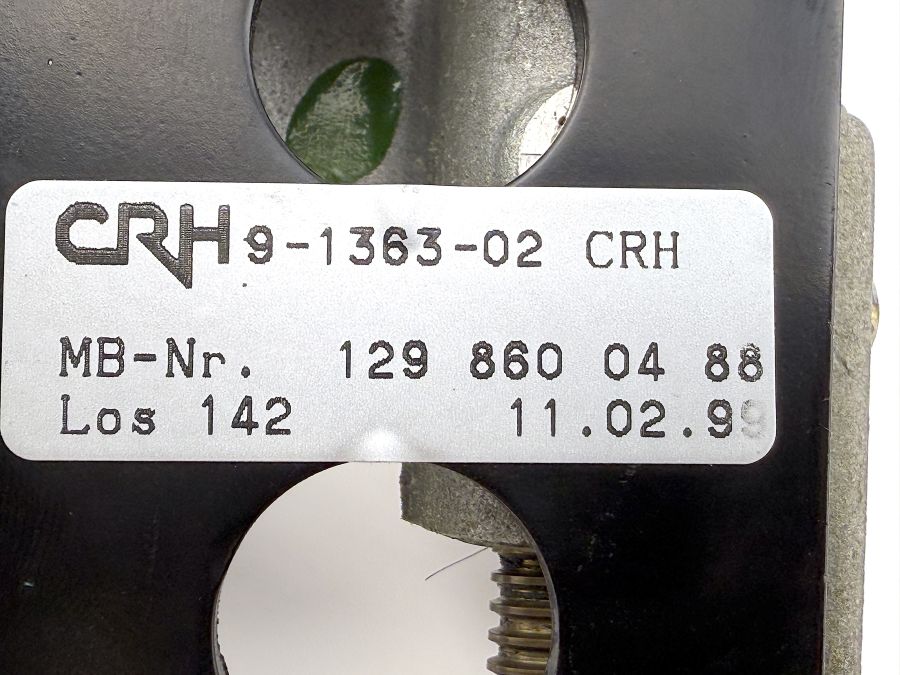 CRH 9-1363-02 CRH
MB-Nr. 129 860 04 88
Los 142 11.02.99